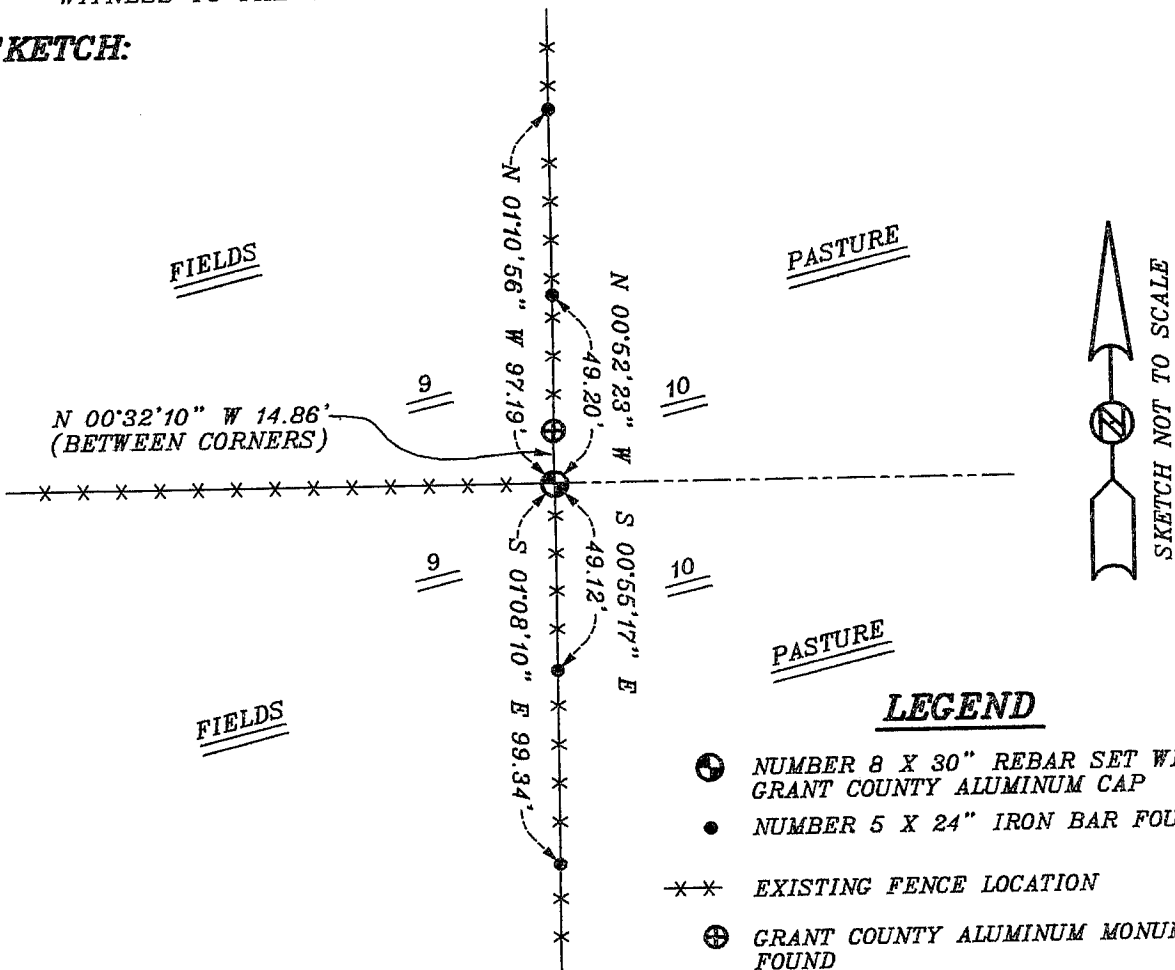 SKETCH:
FIELDS
PASTURE
N 01°10'56" W 97.19'
N 00°52'23" W
49.20'
9
10
N 00°32'10" W 14.86'
(BETWEEN CORNERS)
S 01°08'10" E 99.34'
S 00°55'17" E
49.12'
9
10
FIELDS
PASTURE
N
SKETCH NOT TO SCALE
LEGEND
NUMBER 8 X 30" REBAR SET
GRANT COUNTY ALUMINUM CAP
NUMBER 5 X 24" IRON BAR
EXISTING FENCE LOCATION
GRANT COUNTY ALUMINUM
FOUND